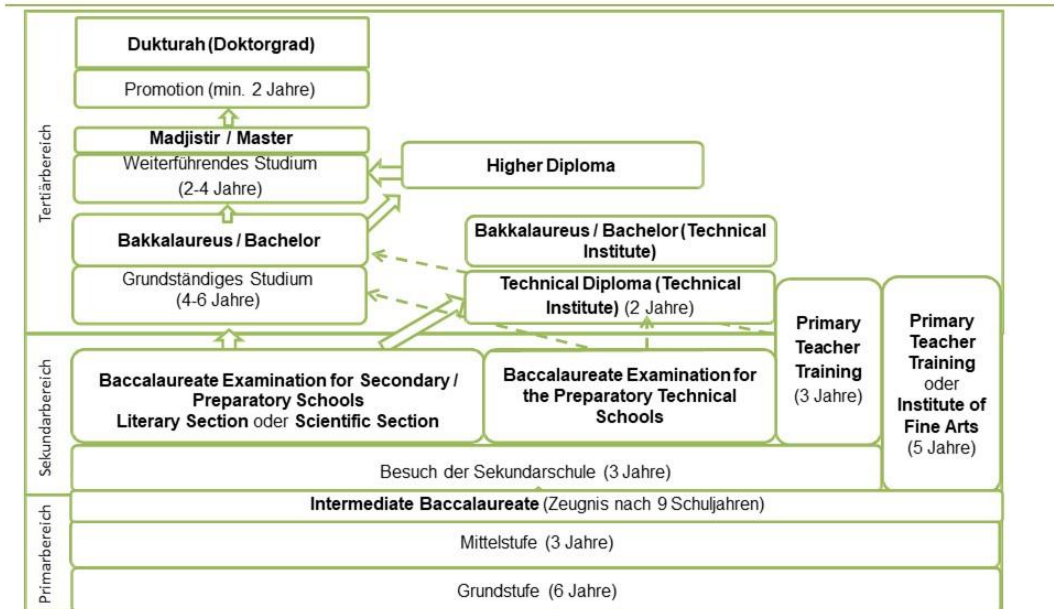 Tertiärbereich
Dukturah (Doktorgrad)
Promotion (min. 2 Jahre)
Madjistir / Master
Weiterführendes Studium
(2-4 Jahre)
Higher Diploma
Bakkalaureus / Bachelor
Grundständiges Studium
(4-6 Jahre)
Bakkalaureus / Bachelor (Technical
Institute)
Technical Diploma (Technical
Institute) (2 Jahre)
Primary
Teacher
Training
(3 Jahre)
Primary
Teacher
Training
oder
Institute of
Fine Arts
(5 Jahre)
Sekundarbereich
Baccalaureate Examination for Secondary /
Preparatory Schools
Literary Section oder Scientific Section
Baccalaureate Examination for
the Preparatory Technical
Schools
Besuch der Sekundarschule (3 Jahre)
Primarbereich
Intermediate Baccalaureate (Zeugnis nach 9 Schuljahren)
Mittelstufe (3 Jahre)
Grundstufe (6 Jahre)